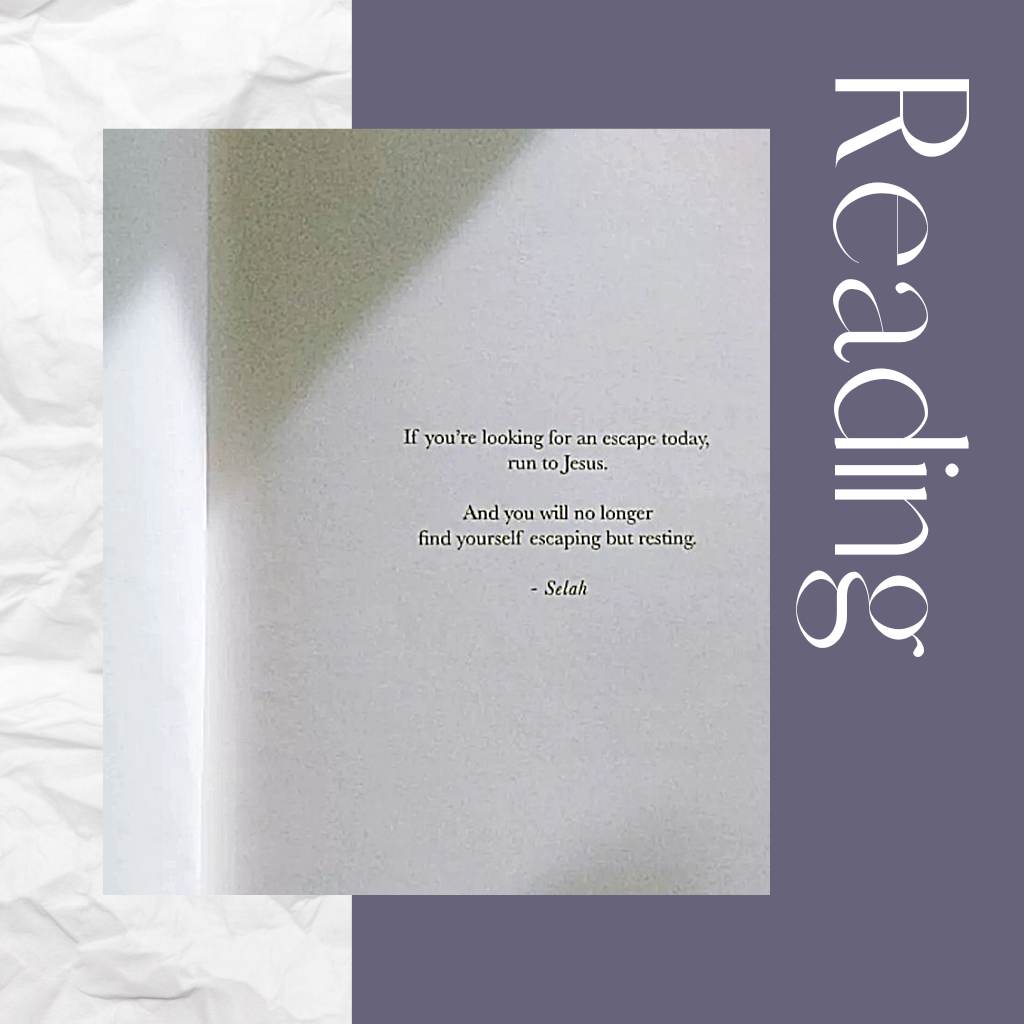 Reading
If you're looking for an escape today,
run to Jesus.
And you will no longer
find yourself escaping but resting.
- Selah